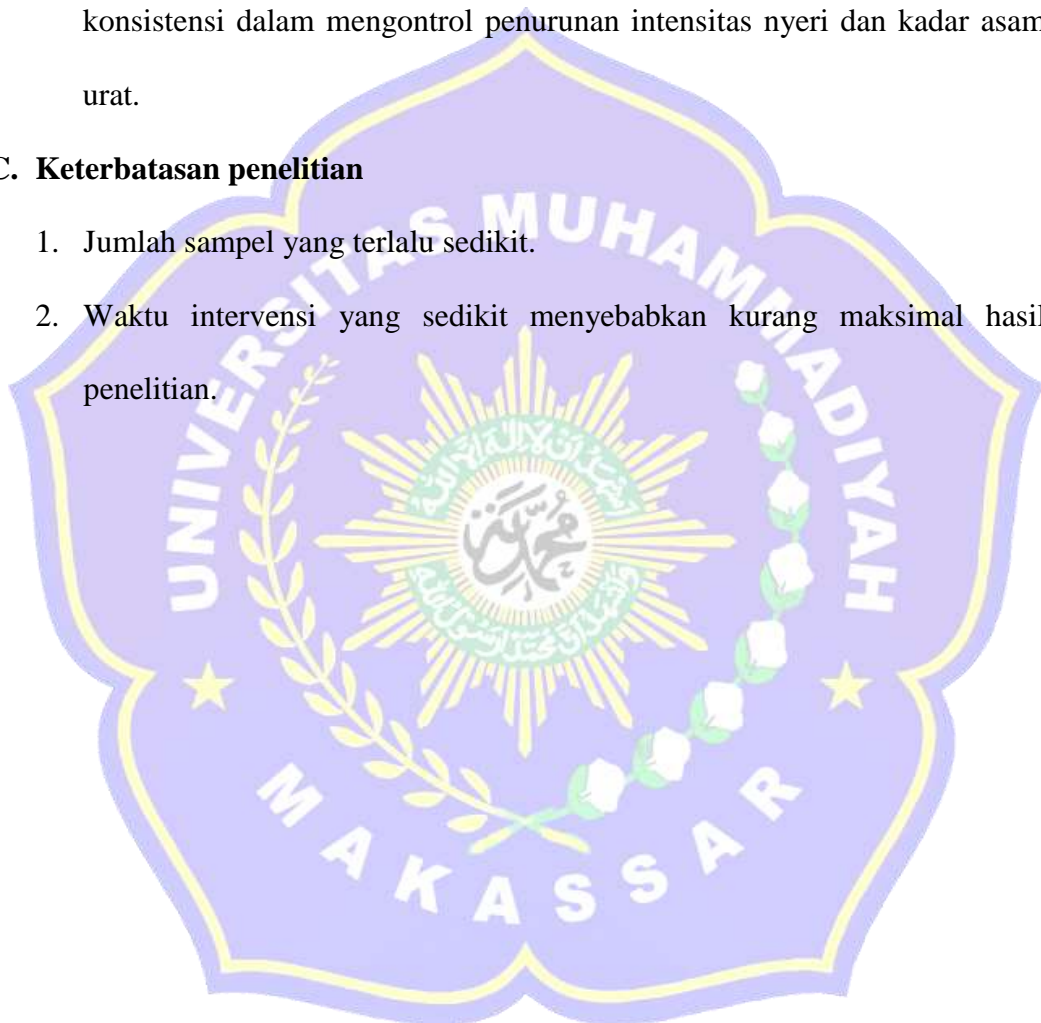 konsistensi dalam mengontrol penurunan intensitas nyeri dan kadar asam
urat.
C. Keterbatasan penelitian
1. Jumlah sampel yang terlalu sedikit.
2. Waktu intervensi yang sedikit menyebabkan kurang maksimal hasil
penelitian.
UNIVERSITAS MUHAMMADIYAH
محمد
MAKASSAR